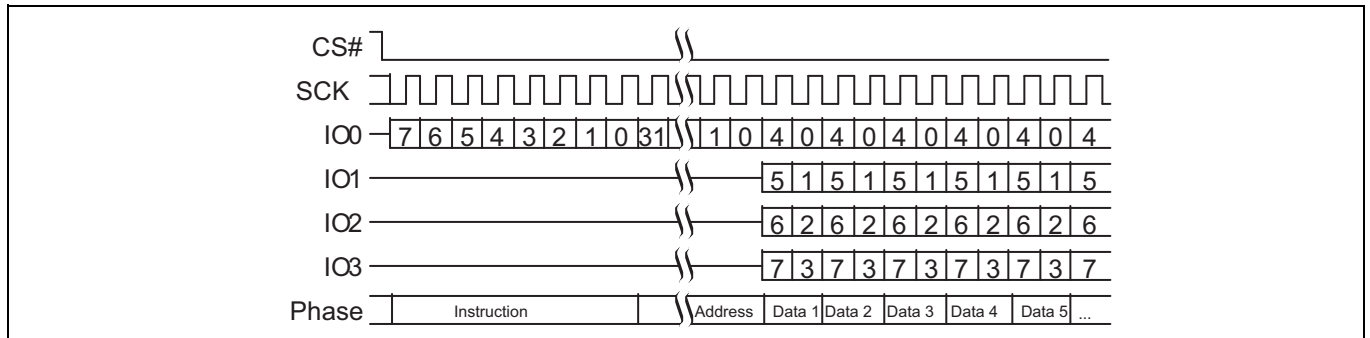 CS#
SCK
IO0 7 6 5 4 3 2 1 0 31 1 0 4 0 4 0 4 0 4 0 4 0 4
IO1 5 1 5 1 5 1 5 1 5 1 5
IO2 6 2 6 2 6 2 6 2 6 2 6
IO3 7 3 7 3 7 3 7 3 7 3 7
Phase Instruction Address Data 1 Data 2 Data 3 Data 4 Data 5 ...